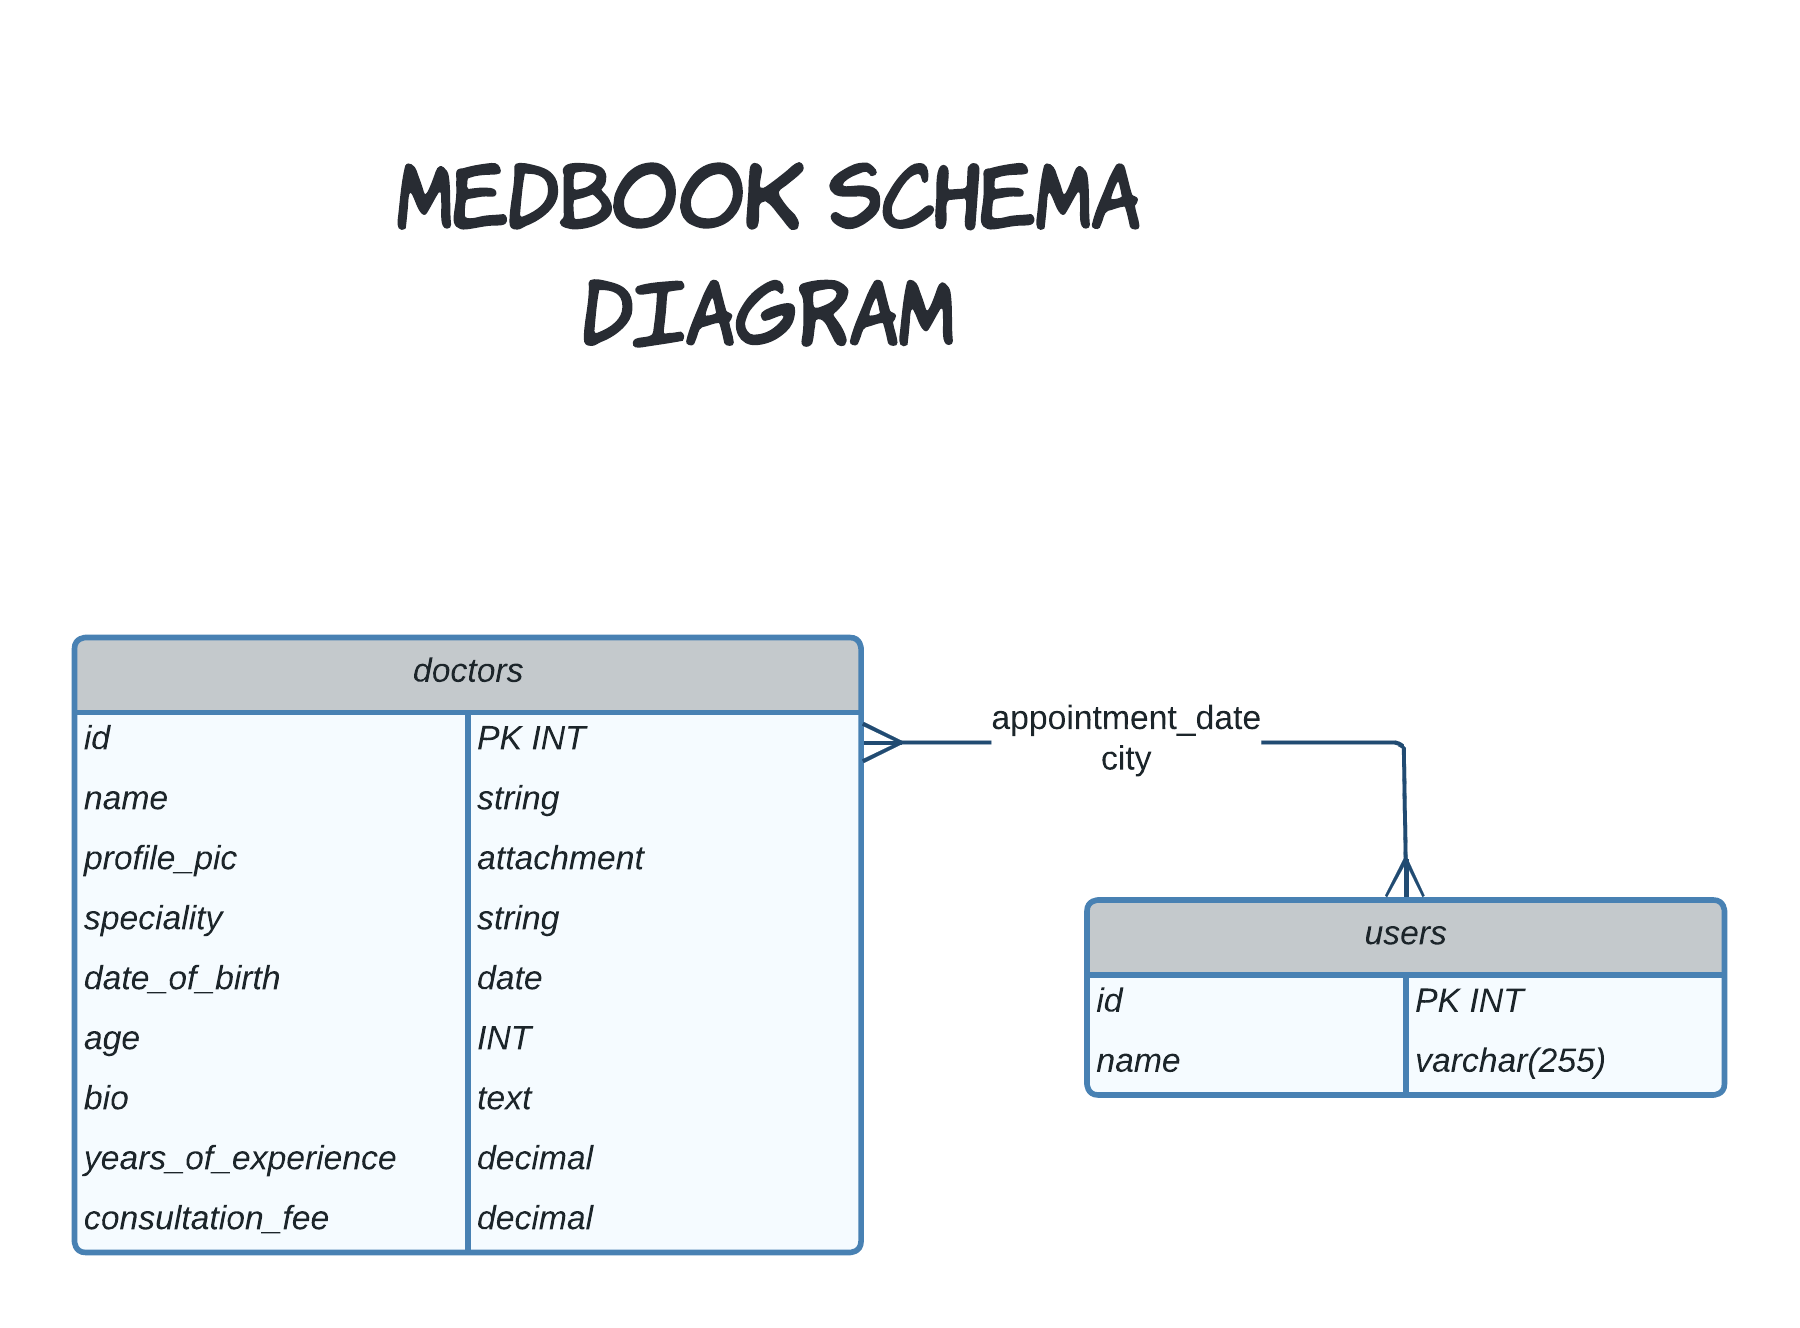 MEDBOOK SCHEMA
DIAGRAM
doctors
id PK INT
name string
profile_pic attachment
speciality string
date_of_birth date
age INT
bio text
years_of_experience decimal
consultation_fee decimal
appointment_date
city
users
id PK INT
name varchar(255)